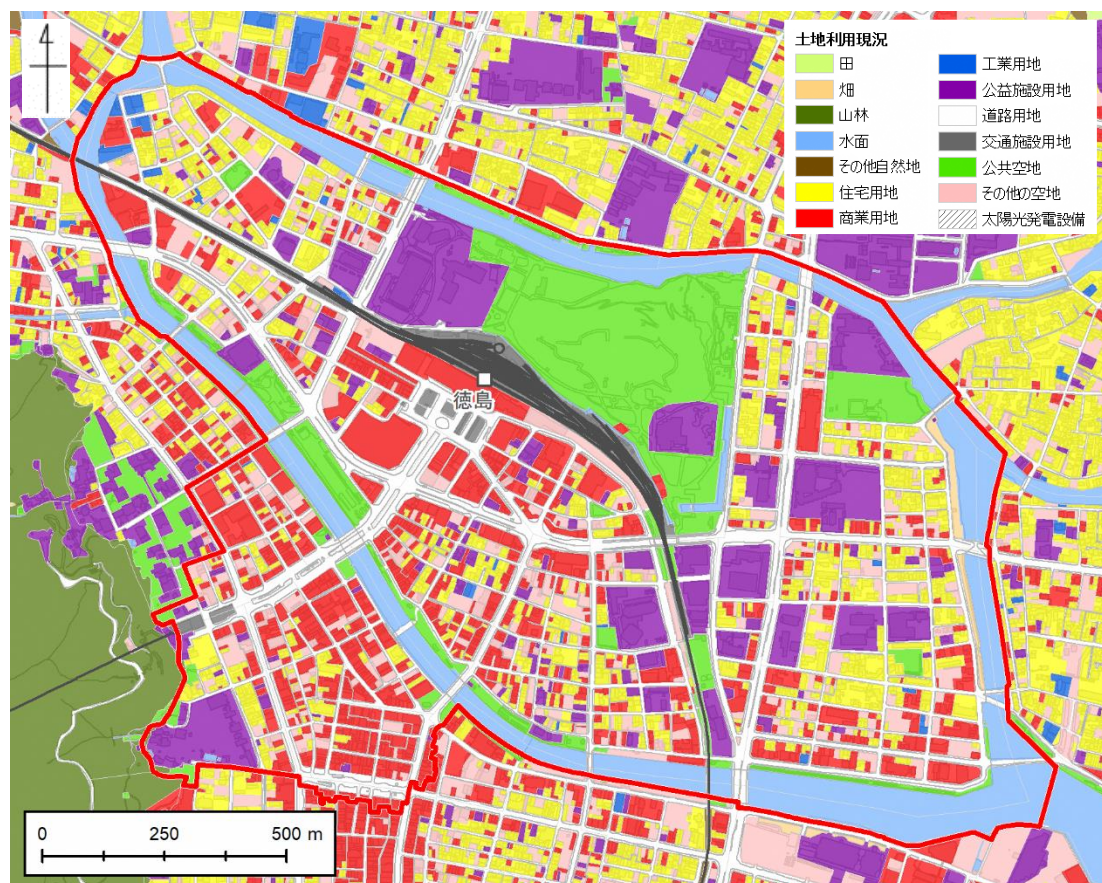 4
土地利用現況
田
畑
山林
水面
その他自然地
住宅用地
商業用地
工業用地
公益施設用地
道路用地
交通施設用地
公共空地
その他の空地
太陽光発電設備
徳島
0 250 500 m